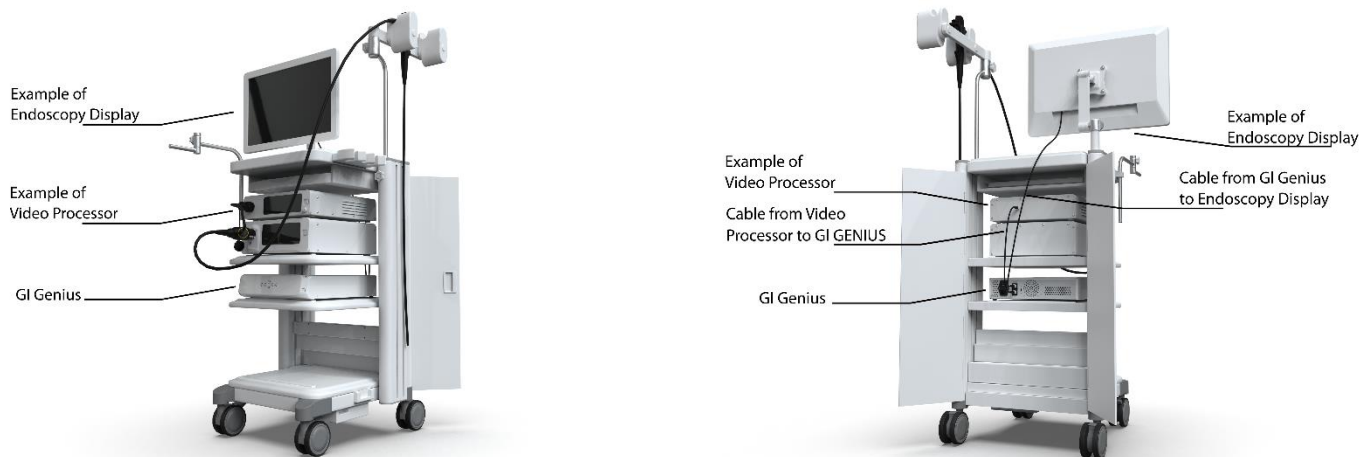 Example of
Endoscopy Display
Example of
Video Processor
GI Genius
Example of
Endoscopy Display
Example of
Video Processor
Cable from GI Genius
to Endoscopy Display
Cable from Video
Processor to GI GENIUS
GI Genius